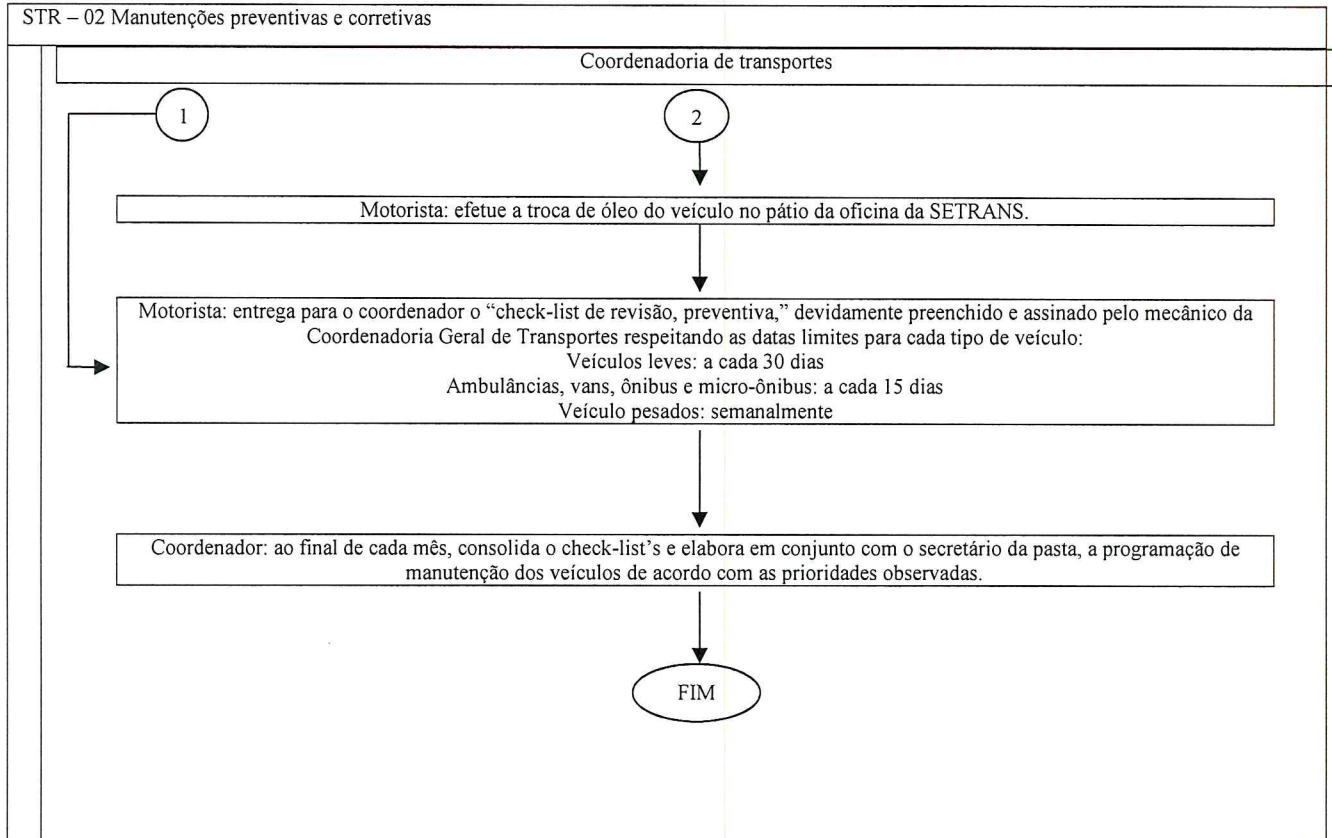 STR – 02 Manutenções preventivas e corretivas
Coordenadoria de transportes
1
2
Motorista: efetue a troca de óleo do veículo no pátio da oficina da SETRANS.
Motorista: entrega para o coordenador o “check-list de revisão, preventiva,” devidamente preenchido e assinado pelo mecânico da
Coordenadoria Geral de Transportes respeitando as datas limites para cada tipo de veículo:
Veículos leves: a cada 30 dias
Ambulâncias, vans, ônibus e micro-ônibus: a cada 15 dias
Veículo pesados: semanalmente
Coordenador: ao final de cada mês, consolida o check-list’s e elabora em conjunto com o secretário da pasta, a programação de
manutenção dos veículos de acordo com as prioridades observadas.
FIM